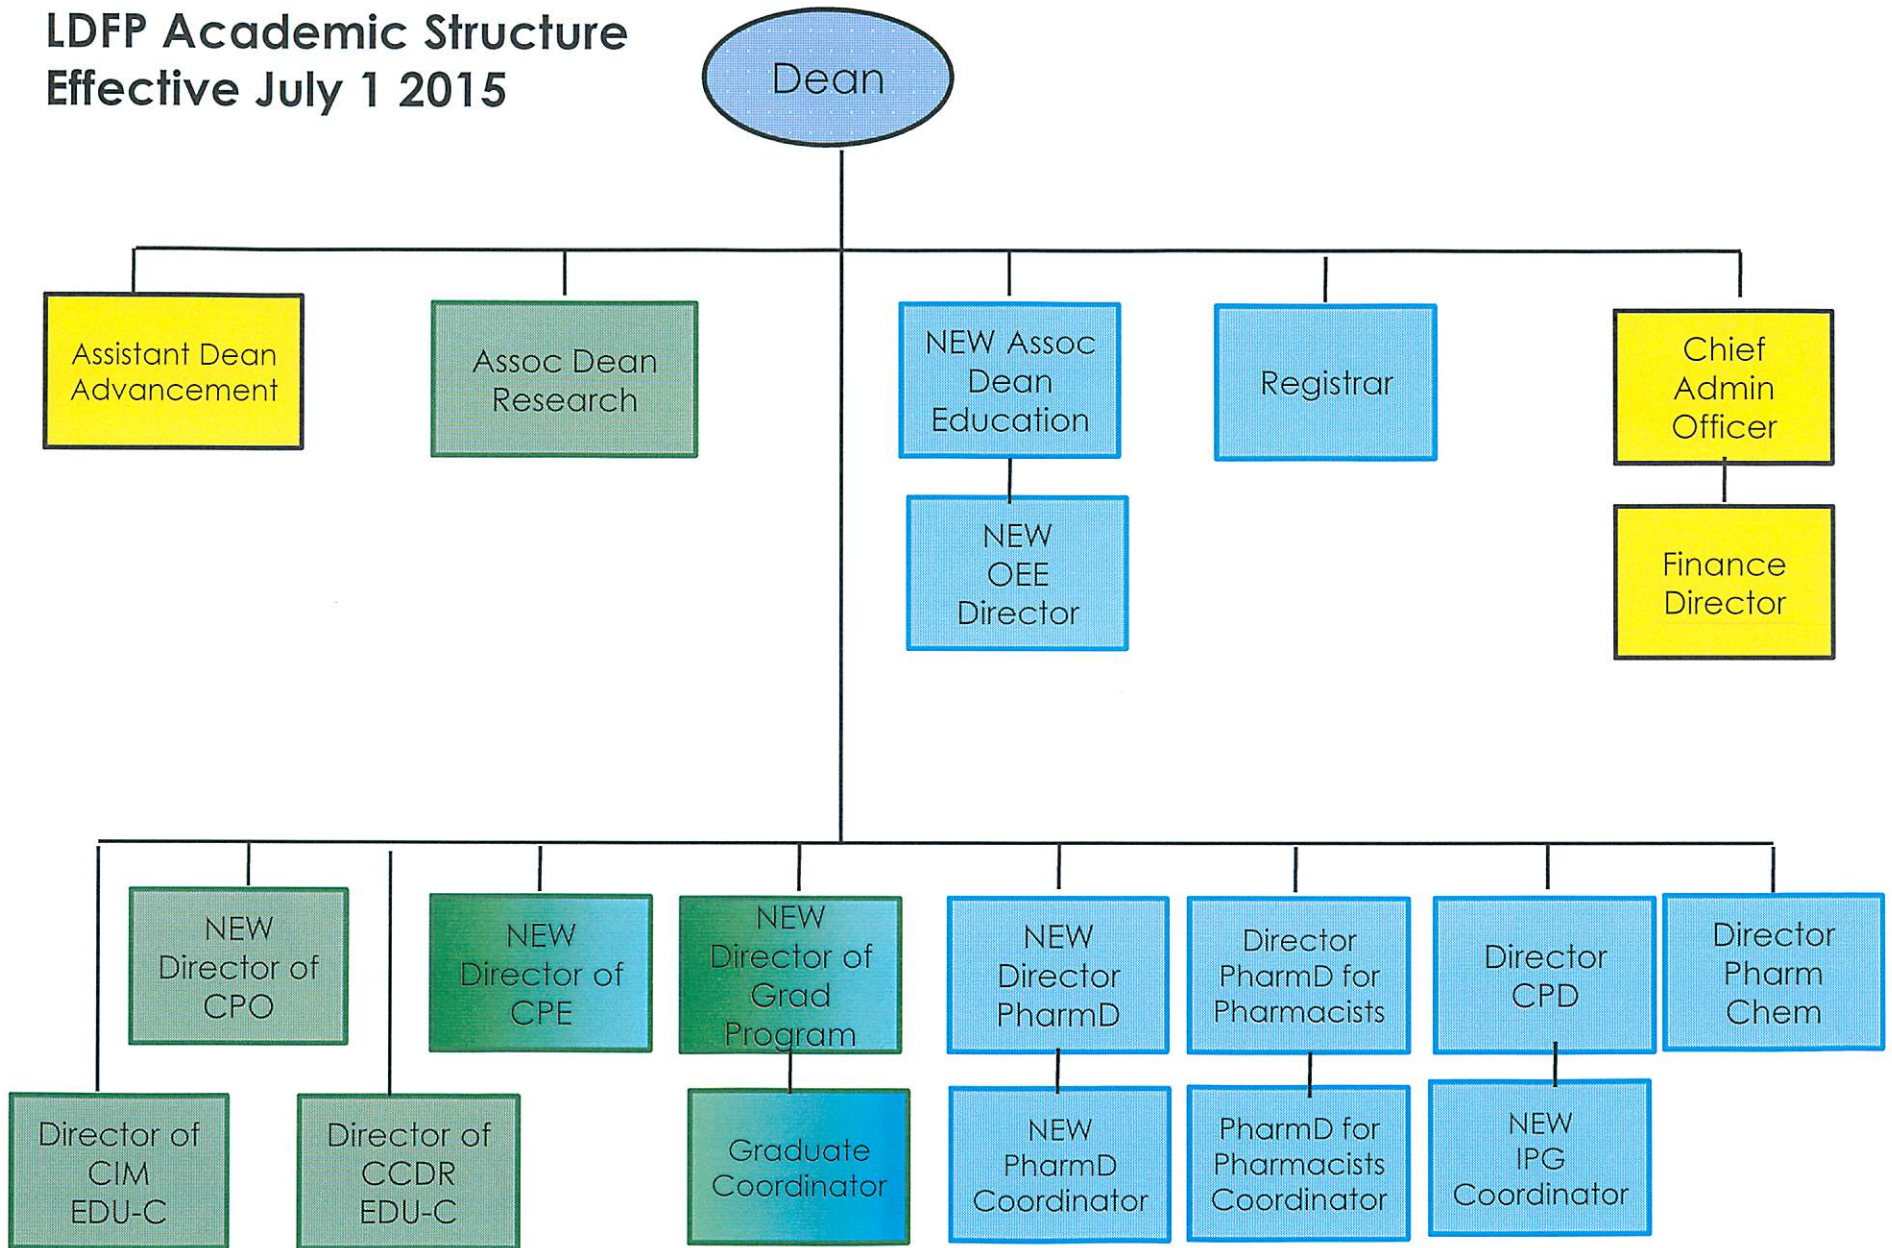 LDFP Academic Structure
Effective July 1 2015
Dean
Assistant Dean
Advancement
Assoc Dean
Research
NEW Assoc
Dean
Education
Registrar
Chief
Admin
Officer
NEW
OEE
Director
Finance
Director
NEW
Director of
CPO
NEW
Director of
CPE
NEW
Director of
Grad
Program
NEW
Director
PharmD
Director
PharmD for
Pharmacists
Director
CPD
Director
Pharm
Chem
Director of
CIM
EDU-C
Director of
CCDR
EDU-C
Graduate
Coordinator
NEW
PharmD
Coordinator
PharmD for
Pharmacists
Coordinator
NEW
IPG
Coordinator